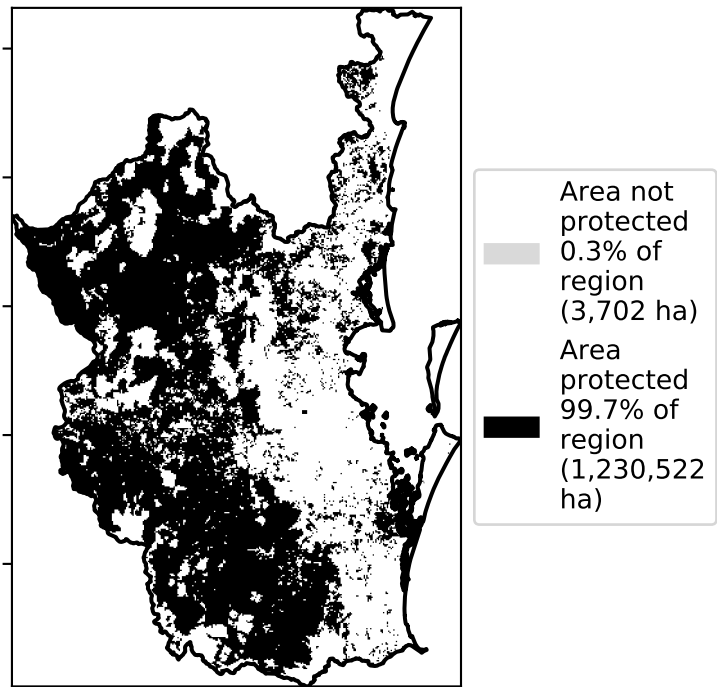 Area not
protected
0.3% of
region
(3,702 ha)
Area
protected
99.7% of
region
(1,230,522
ha)